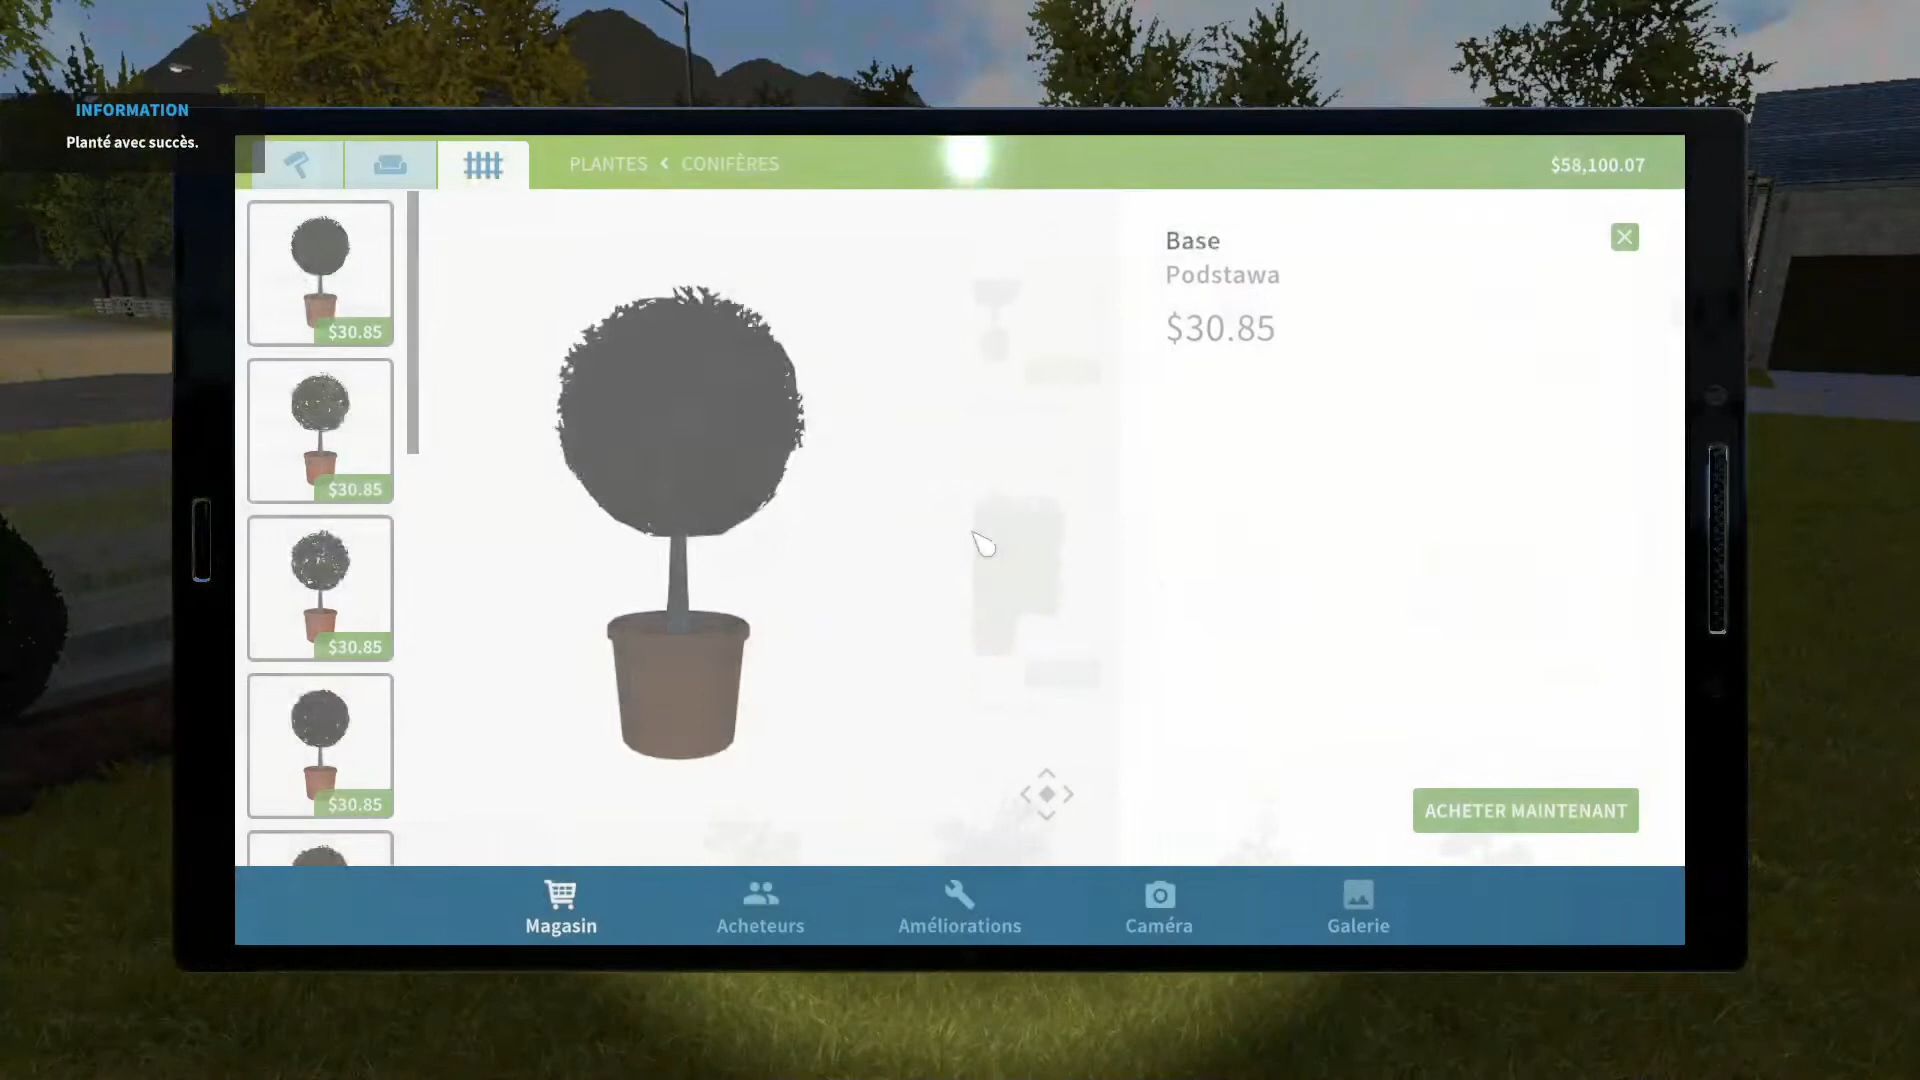 INFORMATION
Planté avec succès.
PLANTES < CONIFÈRES
$58,100.07
$30.85
$30.85
$30.85
$30.85
Base
Podstawa
$30.85
ACHETER MAINTENANT
Magasin
Acheteurs
Améliorations
Caméra
Galerie